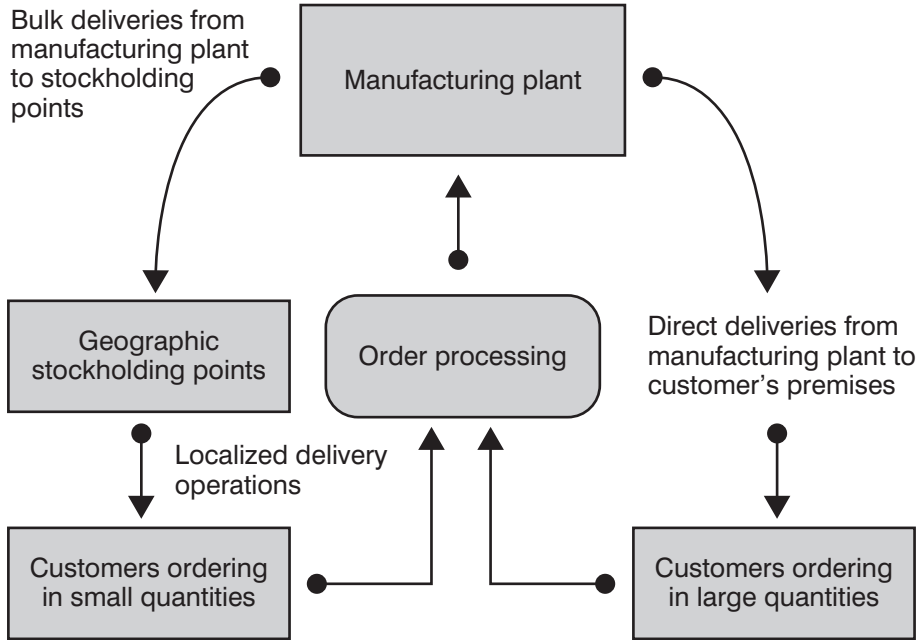 Bulk deliveries from
manufacturing plant
to stockholding
points
Manufacturing plant
Geographic
stockholding points
Order processing
Direct deliveries from
manufacturing plant to
customer’s premises
Localized delivery
operations
Customers ordering
in small quantities
Customers ordering
in large quantities